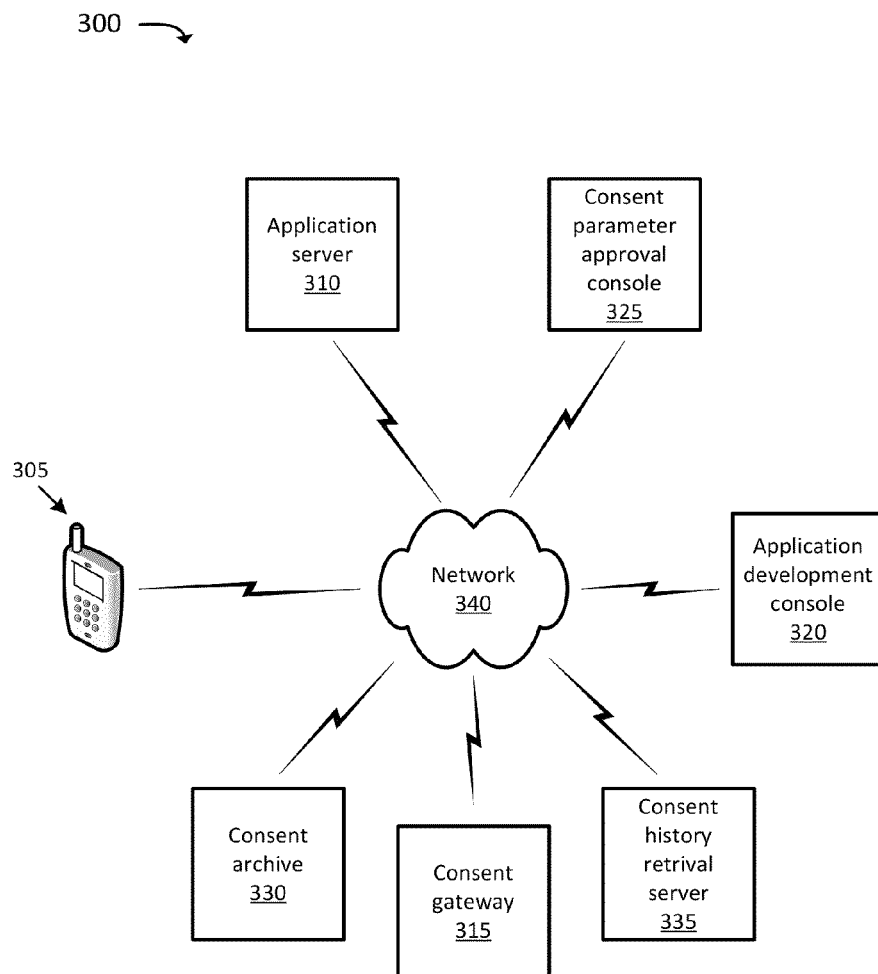 300
Application
server
310
Consent
parameter
approval
console
325
305
Network
340
Application
development
console
320
Consent
archive
330
Consent
gateway
315
Consent
history
retrival
server
335